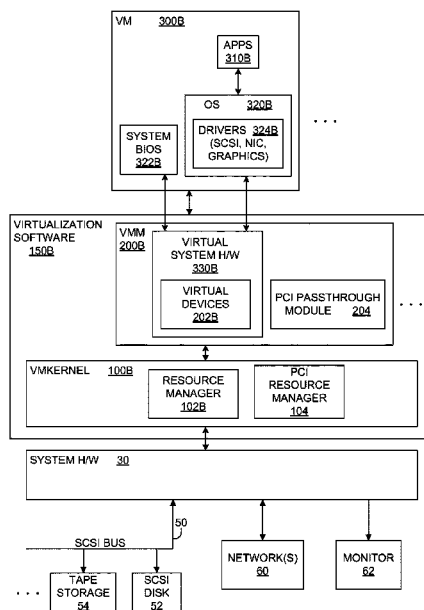 VM 300B
APPS
310B
OS 320B
DRIVERS 324B
(SCSI, NIC,
GRAPHICS)
SYSTEM
BIOS
322B
. . .
VIRTUALIZATION
SOFTWARE
150B
VMM
200B
VIRTUAL
SYSTEM H/W
330B
VIRTUAL
DEVICES
202B
PCI PASSTHROUGH
MODULE 204
. . .
VMKERNEL 100B
RESOURCE
MANAGER
102B
PCI
RESOURCE
MANAGER
104
SYSTEM H/W 30
50
SCSI BUS
. . .
TAPE
STORAGE
54
SCSI
DISK
52
NETWORK(S)
60
MONITOR
62